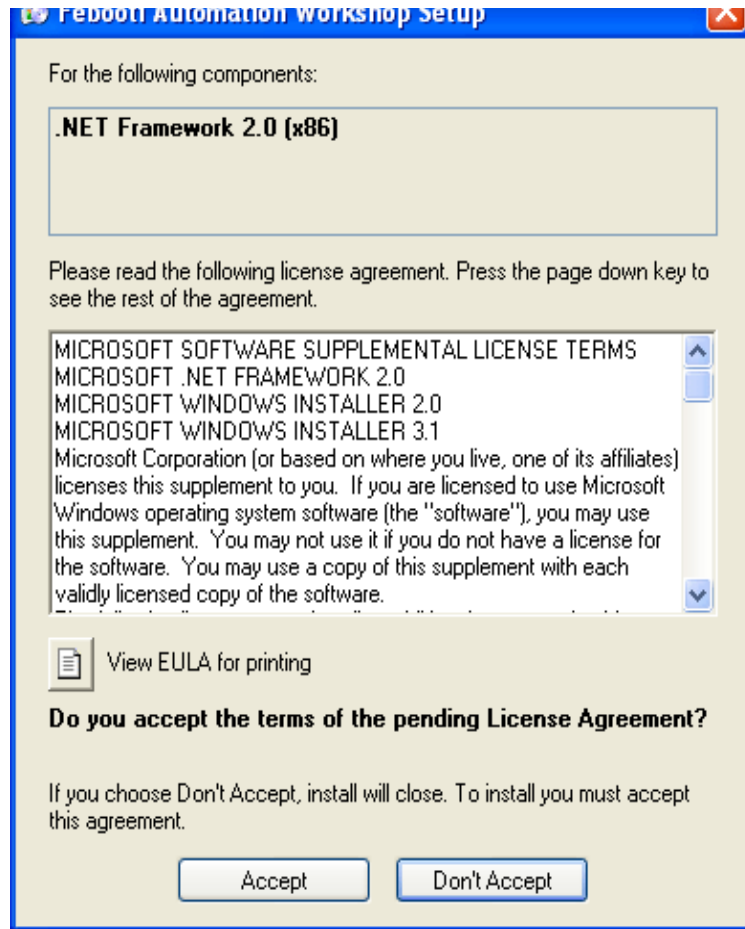 Febooti Automation Workshop Setup
For the following components:
.NET Framework 2.0 (x86)
Please read the following license agreement. Press the page down key to
see the rest of the agreement.
MICROSOFT SOFTWARE SUPPLEMENTAL LICENSE TERMS
MICROSOFT .NET FRAMEWORK 2.0
MICROSOFT WINDOWS INSTALLER 2.0
MICROSOFT WINDOWS INSTALLER 3.1
Microsoft Corporation (or based on where you live, one of its affiliates)
licenses this supplement to you.  If you are licensed to use Microsoft
Windows operating system software (the "software"), you may use
this supplement.  You may not use it if you do not have a license for
the software.  You may use a copy of this supplement with each
validly licensed copy of the software.
View EULA for printing
Do you accept the terms of the pending License Agreement?
If you choose Don't Accept, install will close. To install you must accept
this agreement.
Accept
Don't Accept